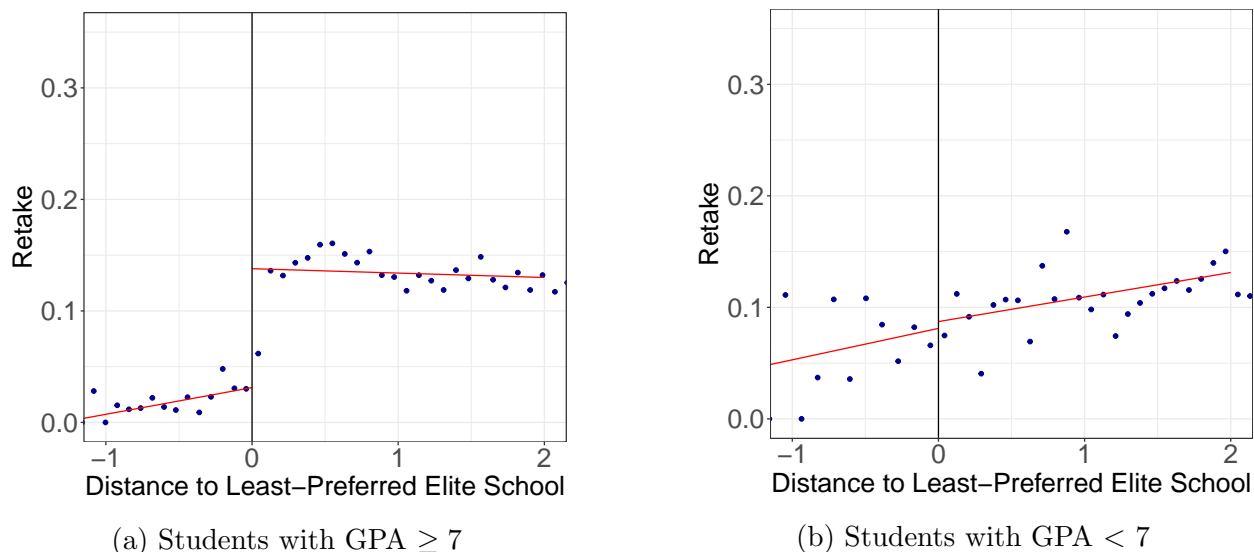 0.3
0.2
0.1
0.0
Retake
−1
0
1
2
Distance to Least−Preferred Elite School
(a) Students with GPA ≥ 7
0.3
0.2
0.1
0.0
Retake
−1
0
1
2
Distance to Least−Preferred Elite School
(b) Students with GPA < 7